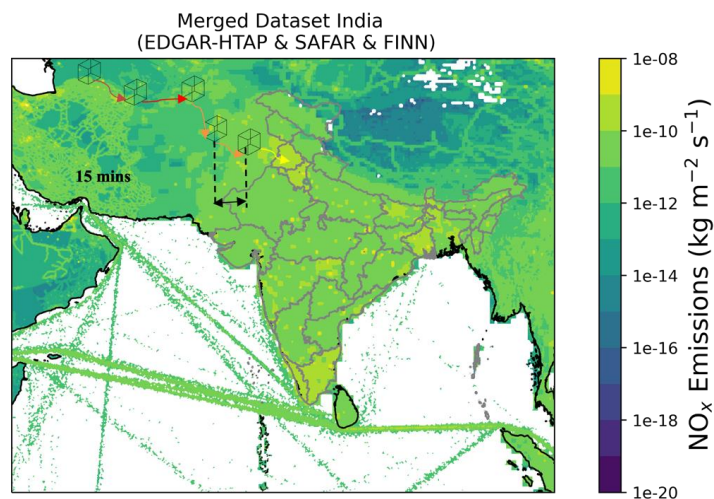 Merged Dataset India
(EDGAR-HTAP & SAFAR & FINN)
15 mins
1e-08
1e-10
1e-12
1e-14
1e-16
1e-18
1e-20
NOₓ Emissions (kg m⁻² s⁻¹)